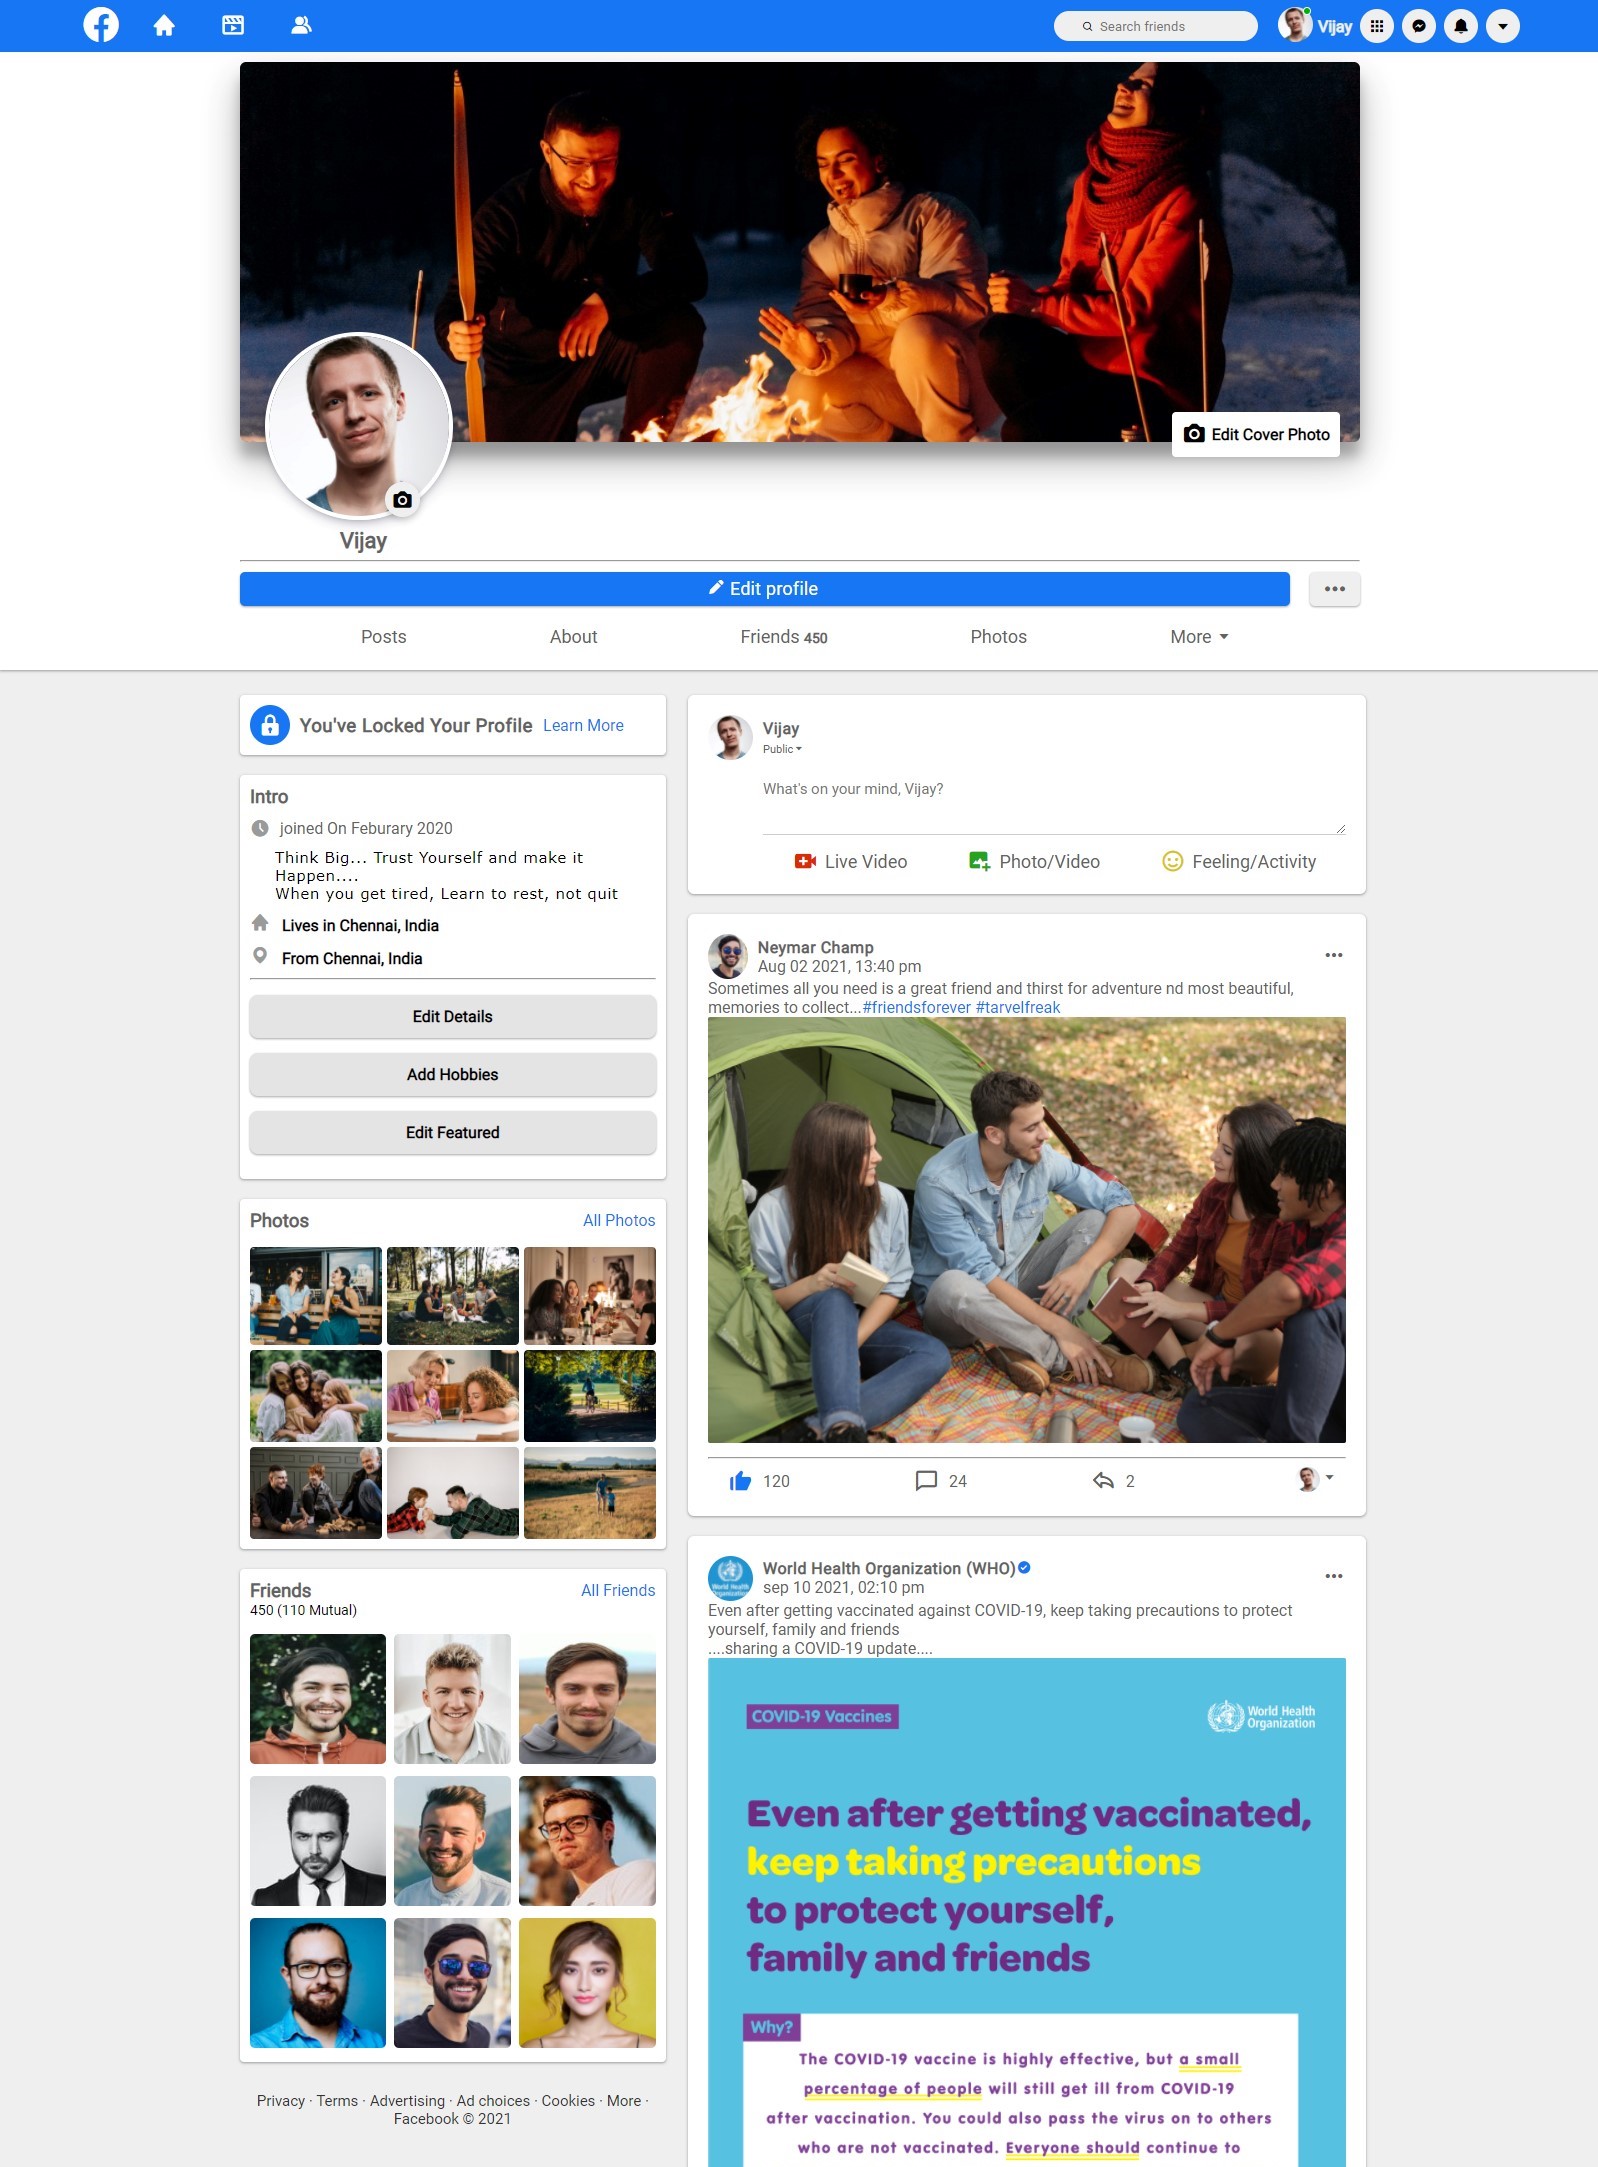 Search friends
Vijay
Edit Cover Photo
Vijay
Edit profile
Posts
About
Friends 450
Photos
More
You've Locked Your Profile Learn More
Intro
joined On Feburary 2020
Think Big... Trust Yourself and make it
Happen....
When you get tired, Learn to rest, not quit
Lives in Chennai, India
From Chennai, India
Edit Details
Add Hobbies
Edit Featured
Photos
All Photos
Friends
All Friends
450 (110 Mutual)
Privacy · Terms · Advertising · Ad choices · Cookies · More ·
Facebook © 2021
Vijay
Public
What's on your mind, Vijay?
Live Video
Photo/Video
Feeling/Activity
Neymar Champ
Aug 02 2021, 13:40 pm
Sometimes all you need is a great friend and thirst for adventure nd most beautiful,
memories to collect...#friendsforever #tarvelfreak
120
24
2
World Health Organization (WHO)
sep 10 2021, 02:10 pm
Even after getting vaccinated against COVID-19, keep taking precautions to protect
yourself, family and friends
....sharing a COVID-19 update....
COVID-19 Vaccines
World Health
Organization
Even after getting vaccinated,
keep taking precautions
to protect yourself,
family and friends
Why?
The COVID-19 vaccine is highly effective, but a small
percentage of people will still get ill from COVID-19
after vaccination. You could also pass the virus on to others
who are not vaccinated. Everyone should continue to